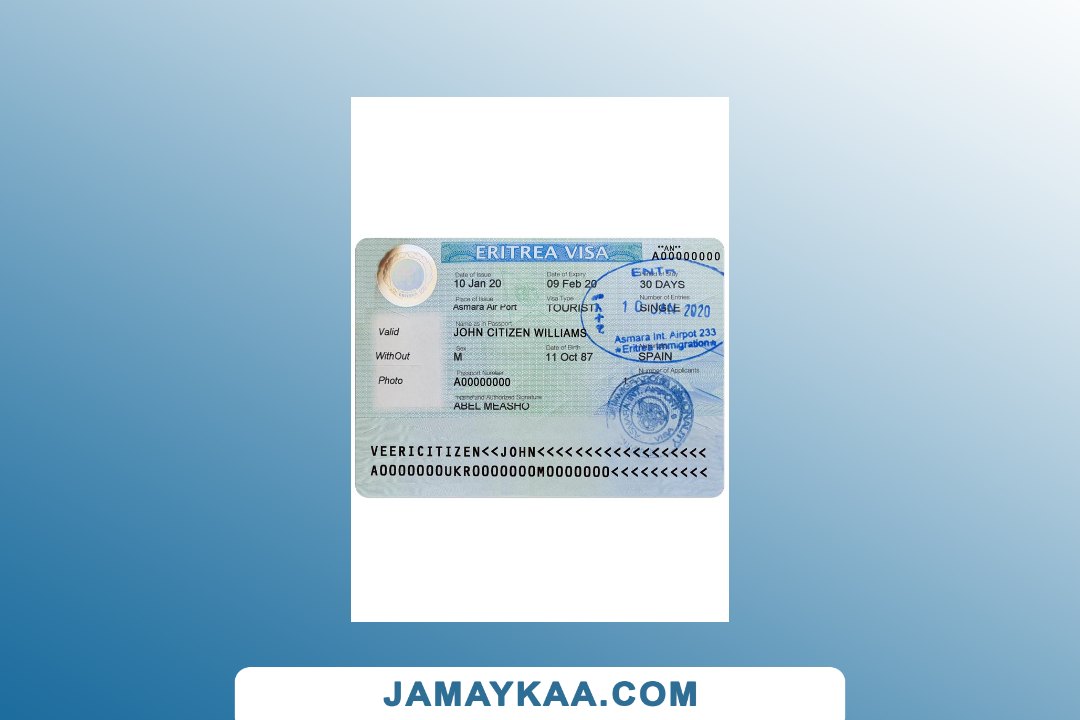 ERITREA VISA
**AN**
A00000000
Date of Issue
Date of Expiry
10 Jan 20
09 Feb 20
30 DAYS
Place of Issue
Visa Type
Number of Entries
Asmara Air Port
TOURIST
SINGLE
10 JAN 2020
Valid
Name as in Passport
JOHN CITIZEN WILLIAMS
Asmara Int. Airpot 233
*Eritrea Immigration*
WithOut
Sex
Date of Birth
M
11 Oct 87
SPAIN
Photo
Passport Number
Number of Applicants
A00000000
1
Name and Authorized Signature
ABEL MEASHO
VEERICITIZEN<<JOHN<<<<<<<<<<<<<<<<<<
A0000000UKR0000000M0000000<<<<<<<<<<
JAMAYKAA.COM